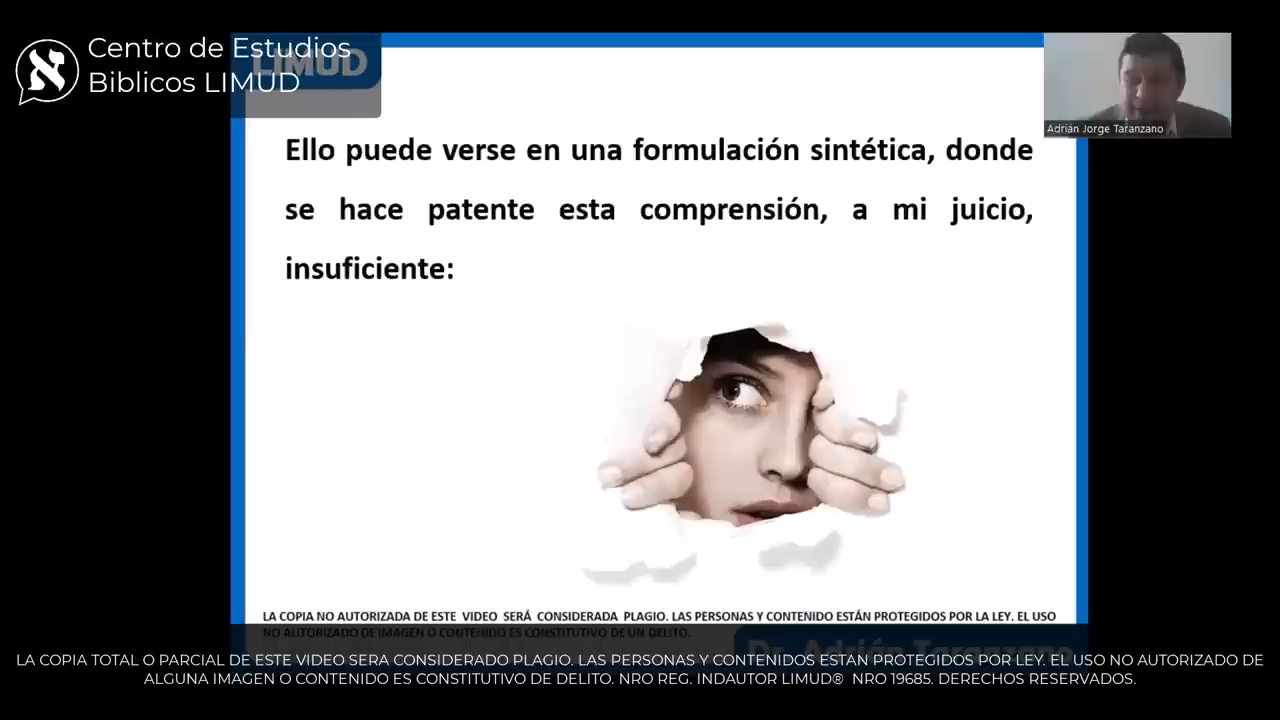 Centro de Estudios
Biblicos LIMUD
LIMUD
Adrián Jorge Taranzano
Ello puede verse en una formulación sintética, donde
se hace patente esta comprensión, a mi juicio,
insuficiente:
LA COPIA NO AUTORIZADA DE ESTE VIDEO SERÁ CONSIDERADA PLAGIO. LAS PERSONAS Y CONTENIDO ESTÁN PROTEGIDOS POR LA LEY. EL USO
NO AUTORIZADO DE IMAGEN O CONTENIDO ES CONSTITUTIVO DE UN DELITO.
Dr. Adrián Taranzano
LA COPIA TOTAL O PARCIAL DE ESTE VIDEO SERA CONSIDERADO PLAGIO. LAS PERSONAS Y CONTENIDOS ESTAN PROTEGIDOS POR LEY. EL USO NO AUTORIZADO DE
ALGUNA IMAGEN O CONTENIDO ES CONSTITUTIVO DE DELITO. NRO REG. INDAUTOR LIMUD® NRO 19685. DERECHOS RESERVADOS.